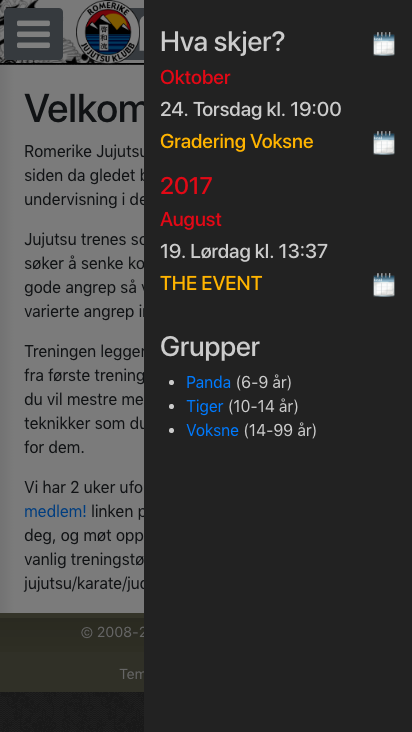 ROMERIKE
JUJUTSU KLUBB
Hva skjer?
Oktober
24. Torsdag kl. 19:00
Gradering Voksne
2017
August
19. Lørdag kl. 13:37
THE EVENT
Grupper
Panda (6-9 år)
Tiger (10-14 år)
Voksne (14-99 år)
Velkom
Romerike Jujutsu
siden da gledet
undervisning i de
Jujutsu trenes
søker å senke ko
gode angrep så
varierte angrep
Treningen legger
fra første trening
du vil mestre me
teknikker som du
for dem.
Vi har 2 uker ufo
medlem! linken
deg, og møt opp
vanlig treningstø
jujutsu/karate/jud
© 2008-2
Tem